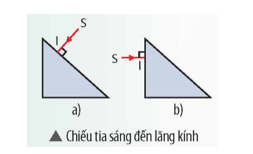 S
I
S
I
a)
b)
▲ Chiếu tia sáng đến lăng kính